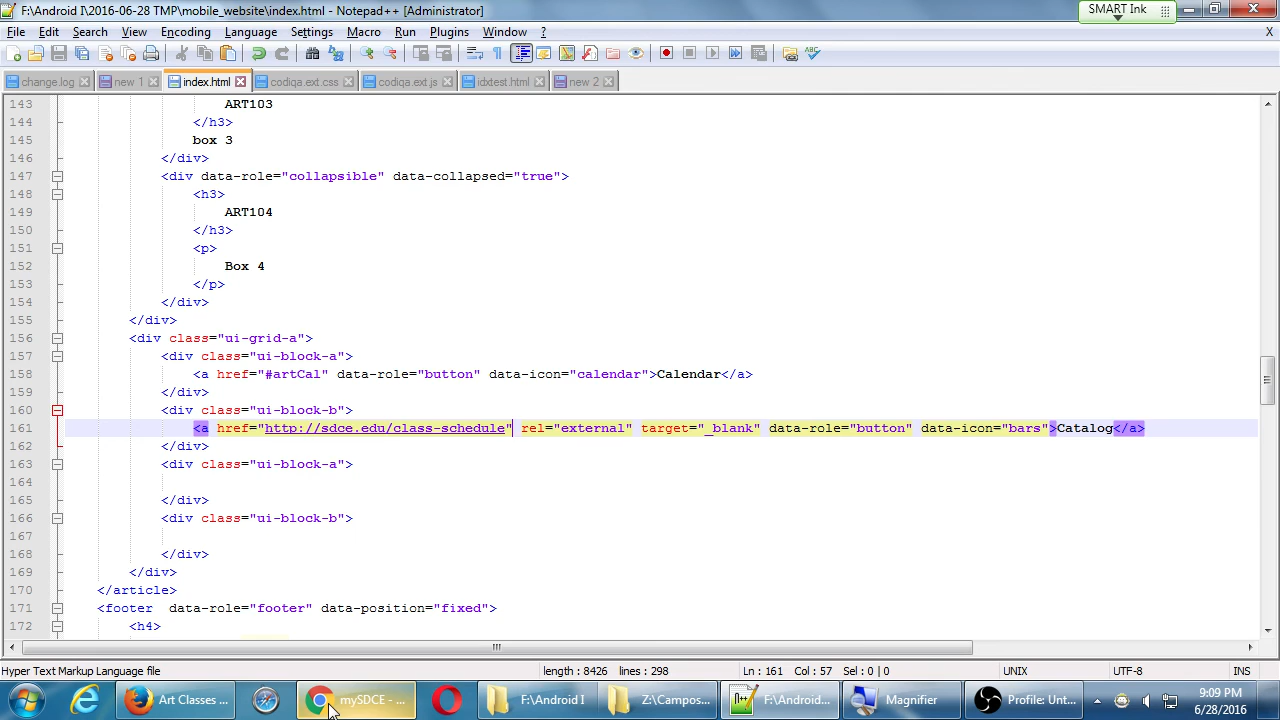 F:\Android I\2016-06-28 TMP\mobile_website\index.html - Notepad++ [Administrator]
SMART Ink
File Edit Search View Encoding Language Settings Macro Run Plugins Window ? X
change.log new 1 index.html codiqa.ext.css codiqa.ext.js idxtest.html new 2
143 ART103
144 </h3>
145 box 3
146 </div>
147 <div data-role="collapsible" data-collapsed="true">
148 <h3>
149 ART104
150 </h3>
151 <p>
152 Box 4
153 </p>
154 </div>
155 </div>
156 <div class="ui-grid-a">
157 <div class="ui-block-a">
158 <a href="#artCal" data-role="button" data-icon="calendar">Calendar</a>
159 </div>
160 <div class="ui-block-b">
161 <a href="http://sdce.edu/class-schedule" rel="external" target="_blank" data-role="button" data-icon="bars">Catalog</a>
162 </div>
163 <div class="ui-block-a">
164
165 </div>
166 <div class="ui-block-b">
167
168 </div>
169 </div>
170 </article>
171 <footer  data-role="footer" data-position="fixed">
172 <h4>
Hyper Text Markup Language file length : 8426 lines : 298 Ln : 161 Col : 57 Sel : 0 | 0 UNIX UTF-8 INS
Art Classes ... mySDCE - ... F:\Android I Z:\Campos... F:\Android... Magnifier Profile: Unt... 9:09 PM
6/28/2016